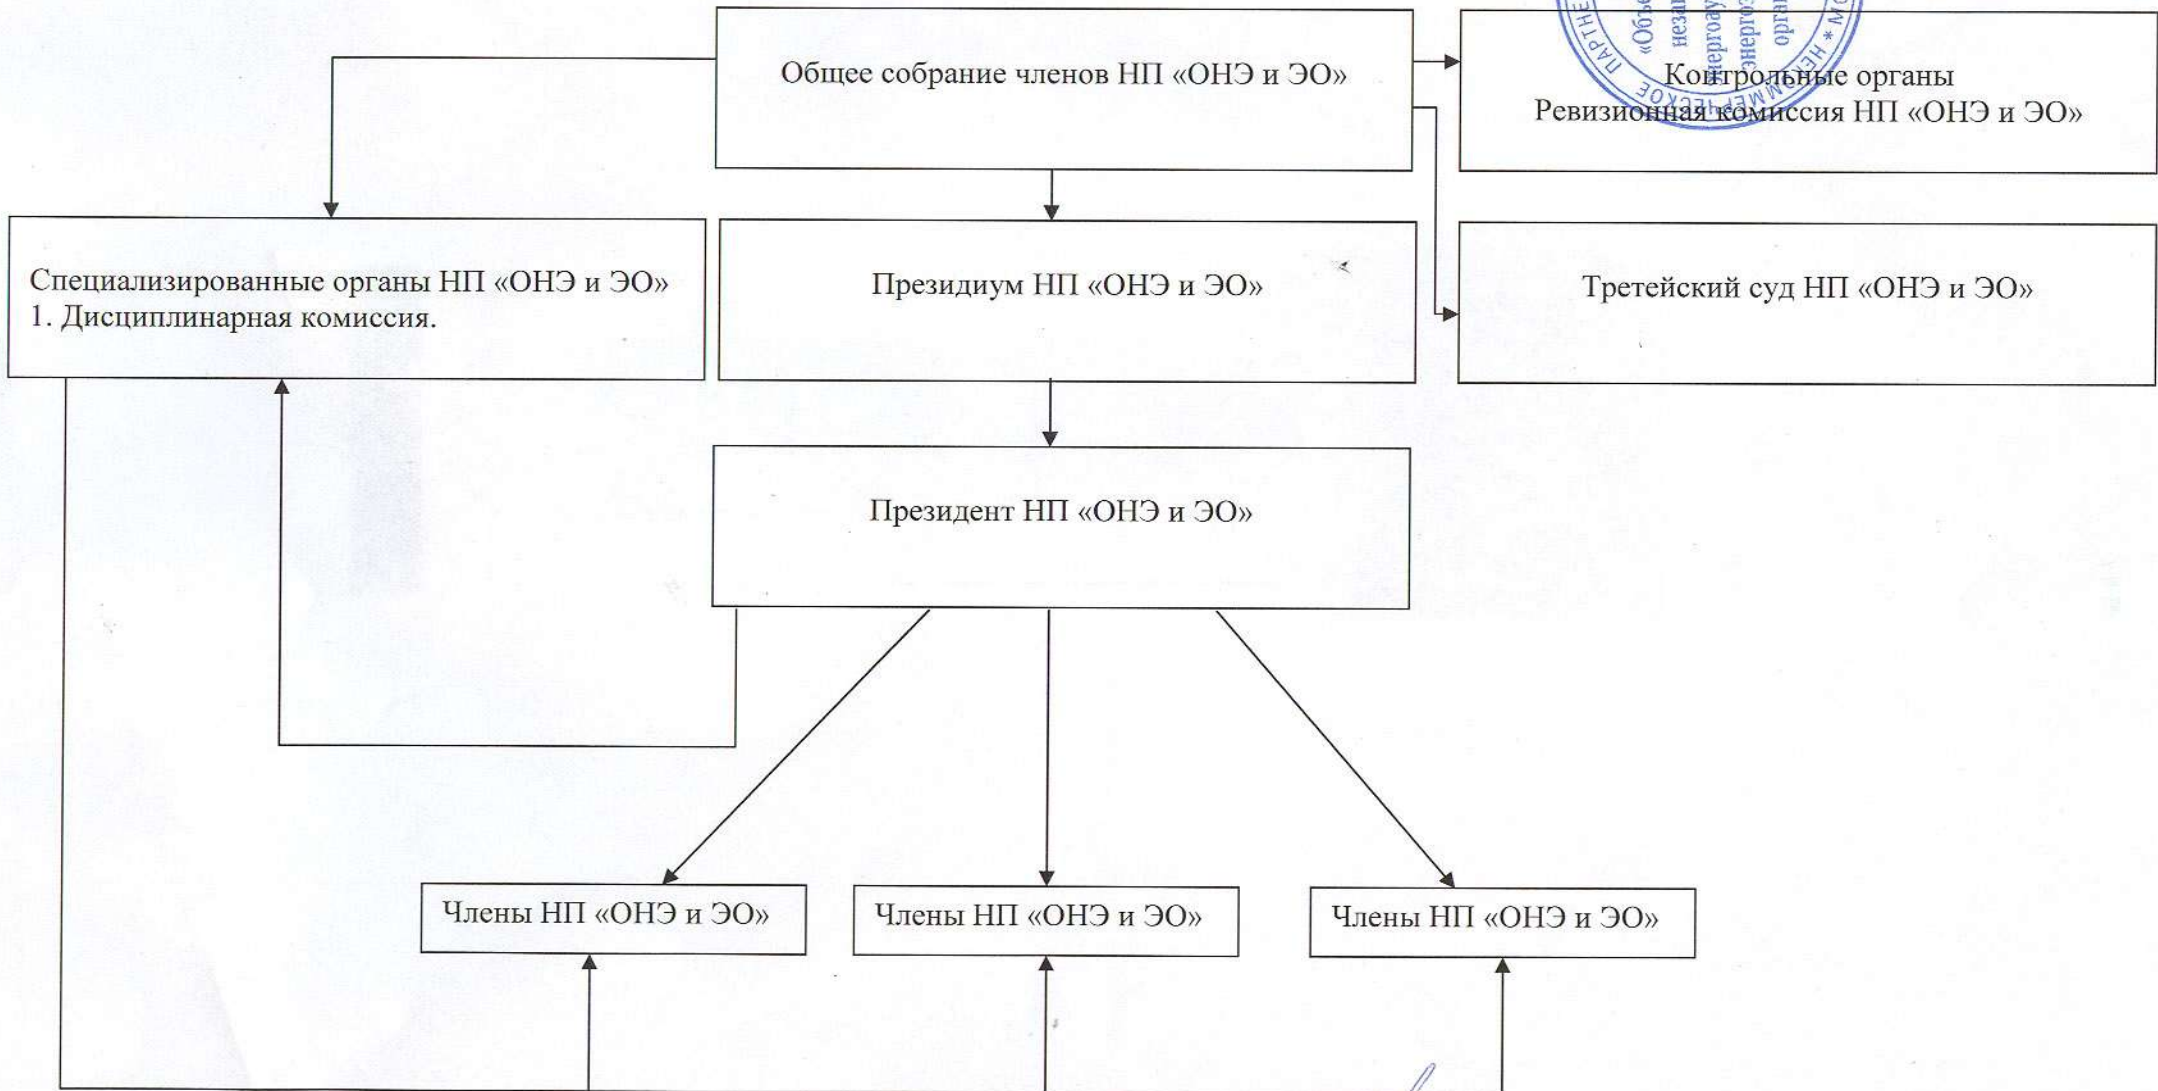 Общее собрание членов НП «ОНЭ и ЭО»
Контрольные органы
Ревизионная комиссия НП «ОНЭ и ЭО»
НЕКОММЕРЧЕСКОЕ
Специализированные органы НП «ОНЭ и ЭО»
1. Дисциплинарная комиссия.
Президиум НП «ОНЭ и ЭО»
Третейский суд НП «ОНЭ и ЭО»
Президент НП «ОНЭ и ЭО»
Члены НП «ОНЭ и ЭО»
Члены НП «ОНЭ и ЭО»
Члены НП «ОНЭ и ЭО»